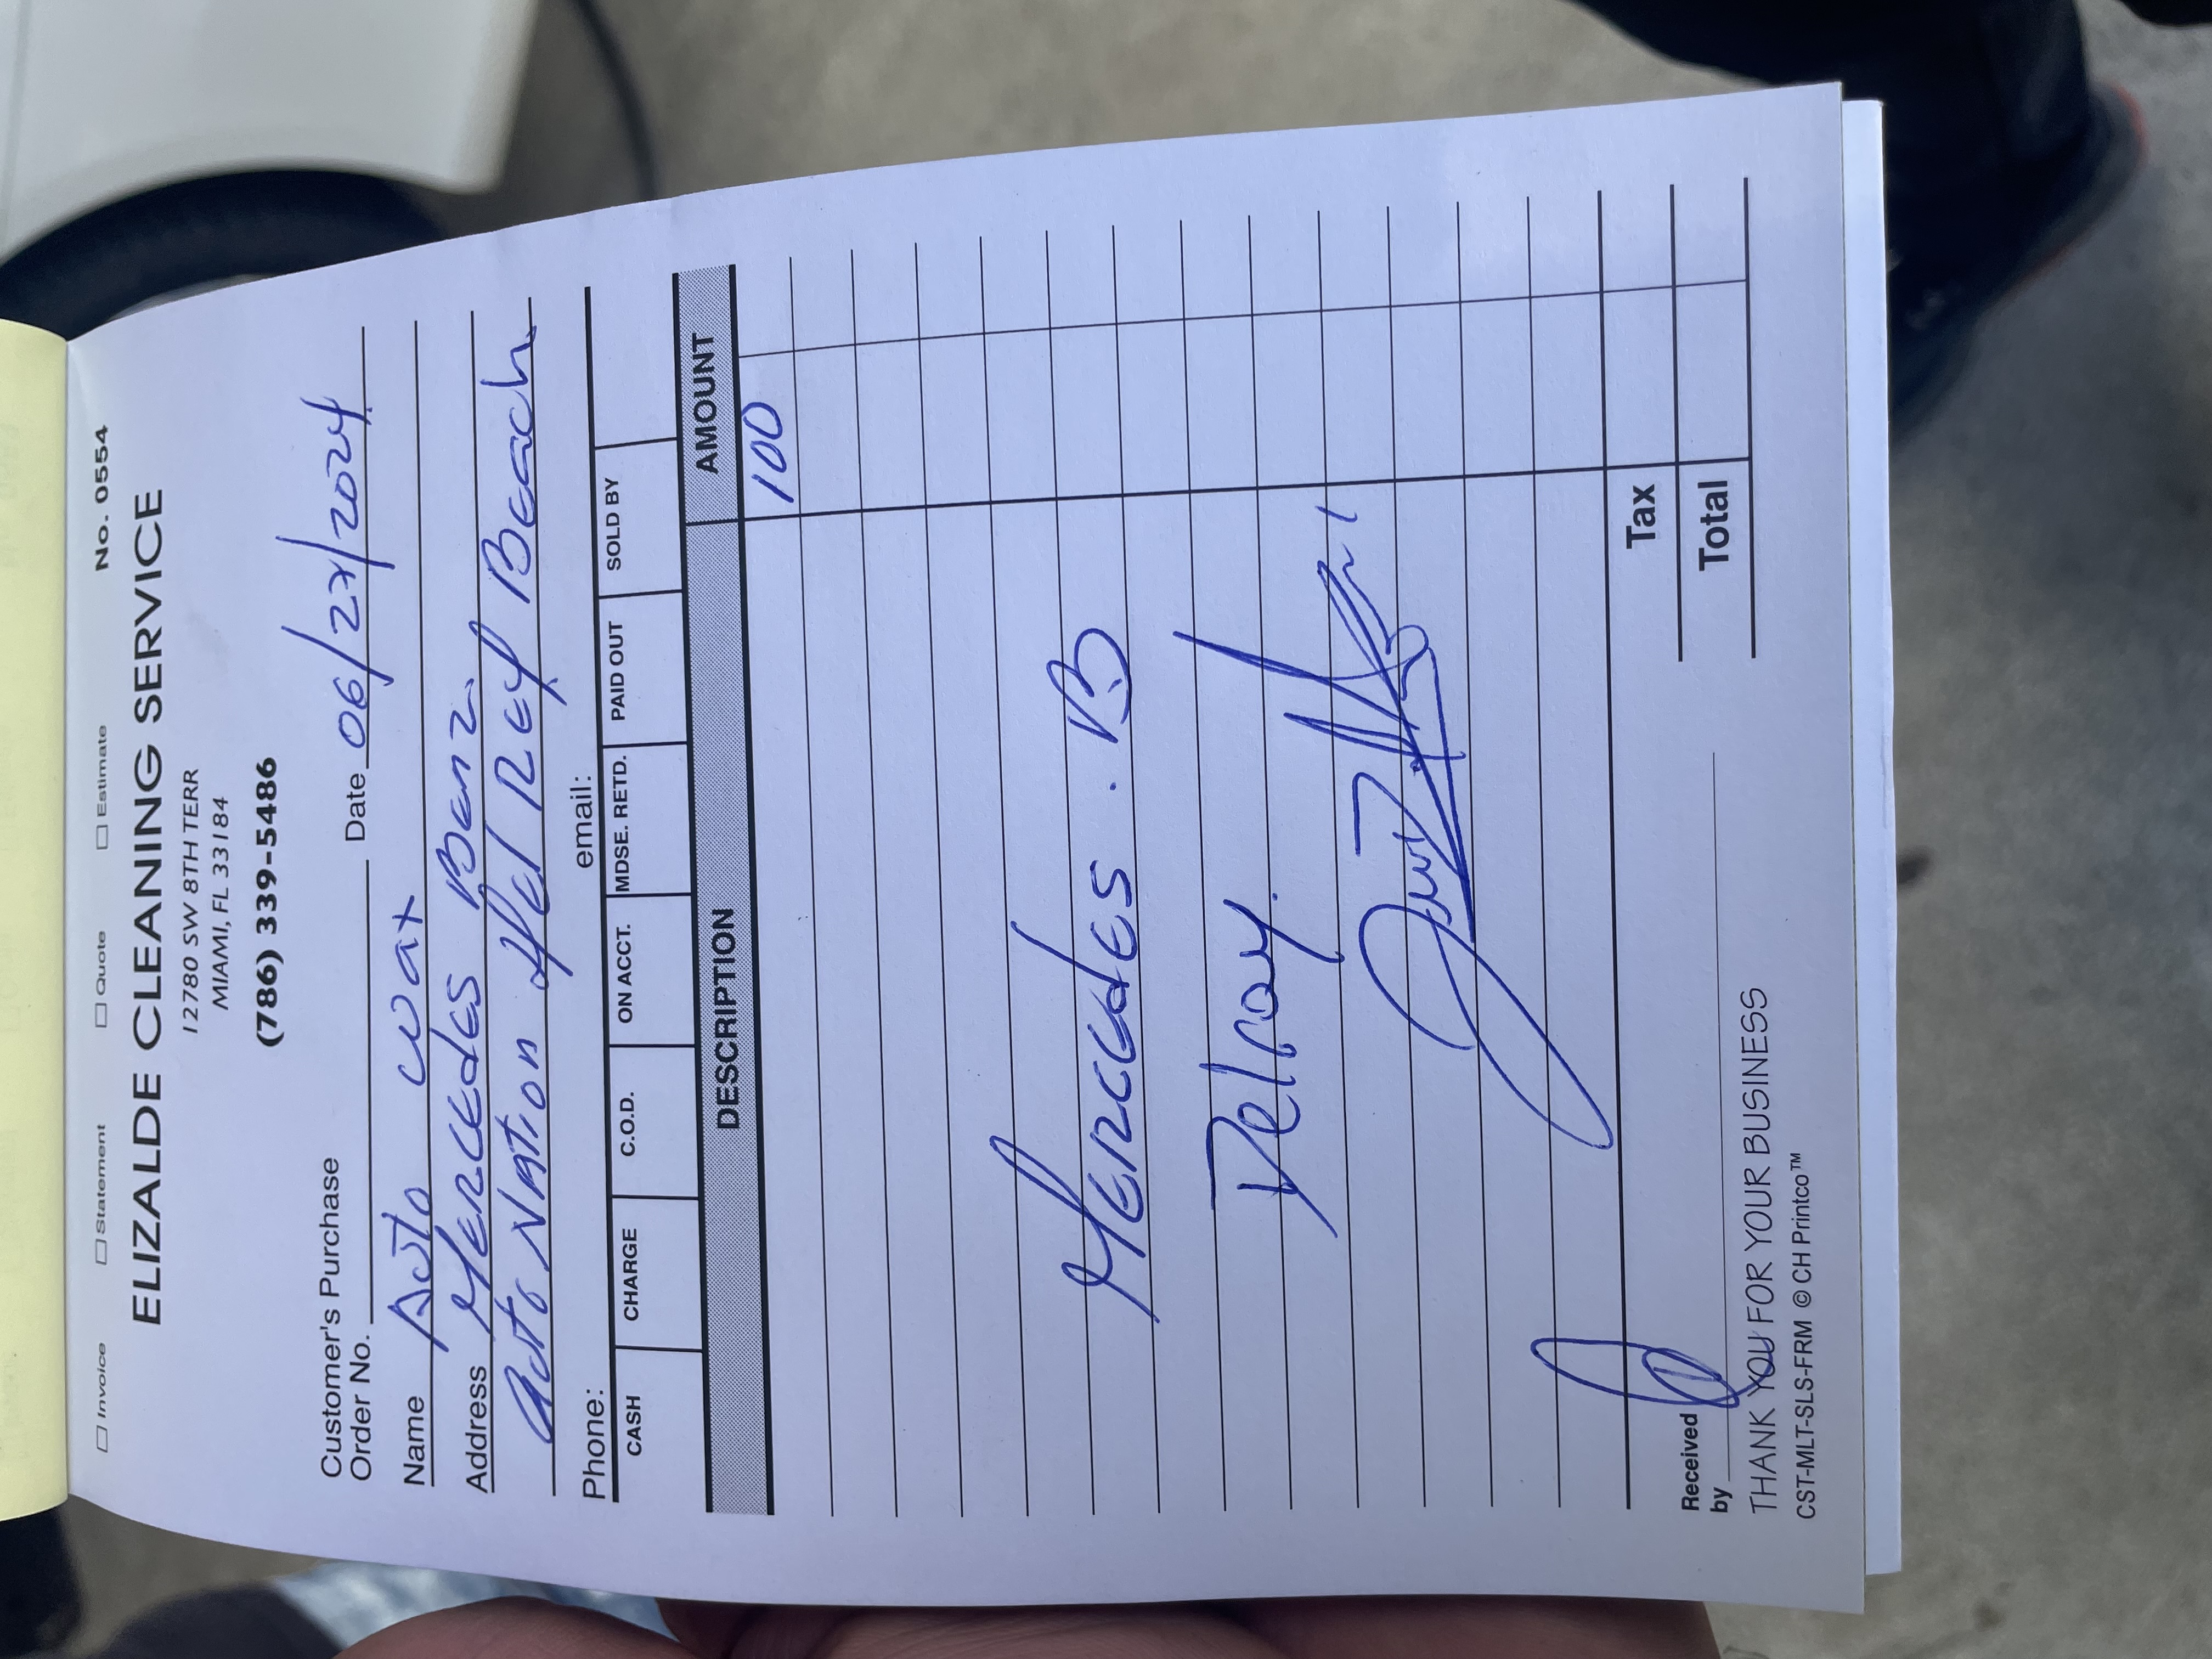 Invoice Statement Quote Estimate No. 0554
ELIZALDE CLEANING SERVICE
12780 SW 8TH TERR
MIAMI, FL 33184
(786) 339-5486
Customer's Purchase
Order No. Date 06/27/2024
Name Auto wax
Address Mercedes Benz
auto Nation Del Rey Beach
Phone: email:
CASH CHARGE C.O.D. ON ACCT. MDSE. RETD. PAID OUT SOLD BY
DESCRIPTION AMOUNT
100
Mercedes . B
Delray.
Tax
Received
by
Total
THANK YOU FOR YOUR BUSINESS
CST-MLT-SLS-FRM © CH Printco™